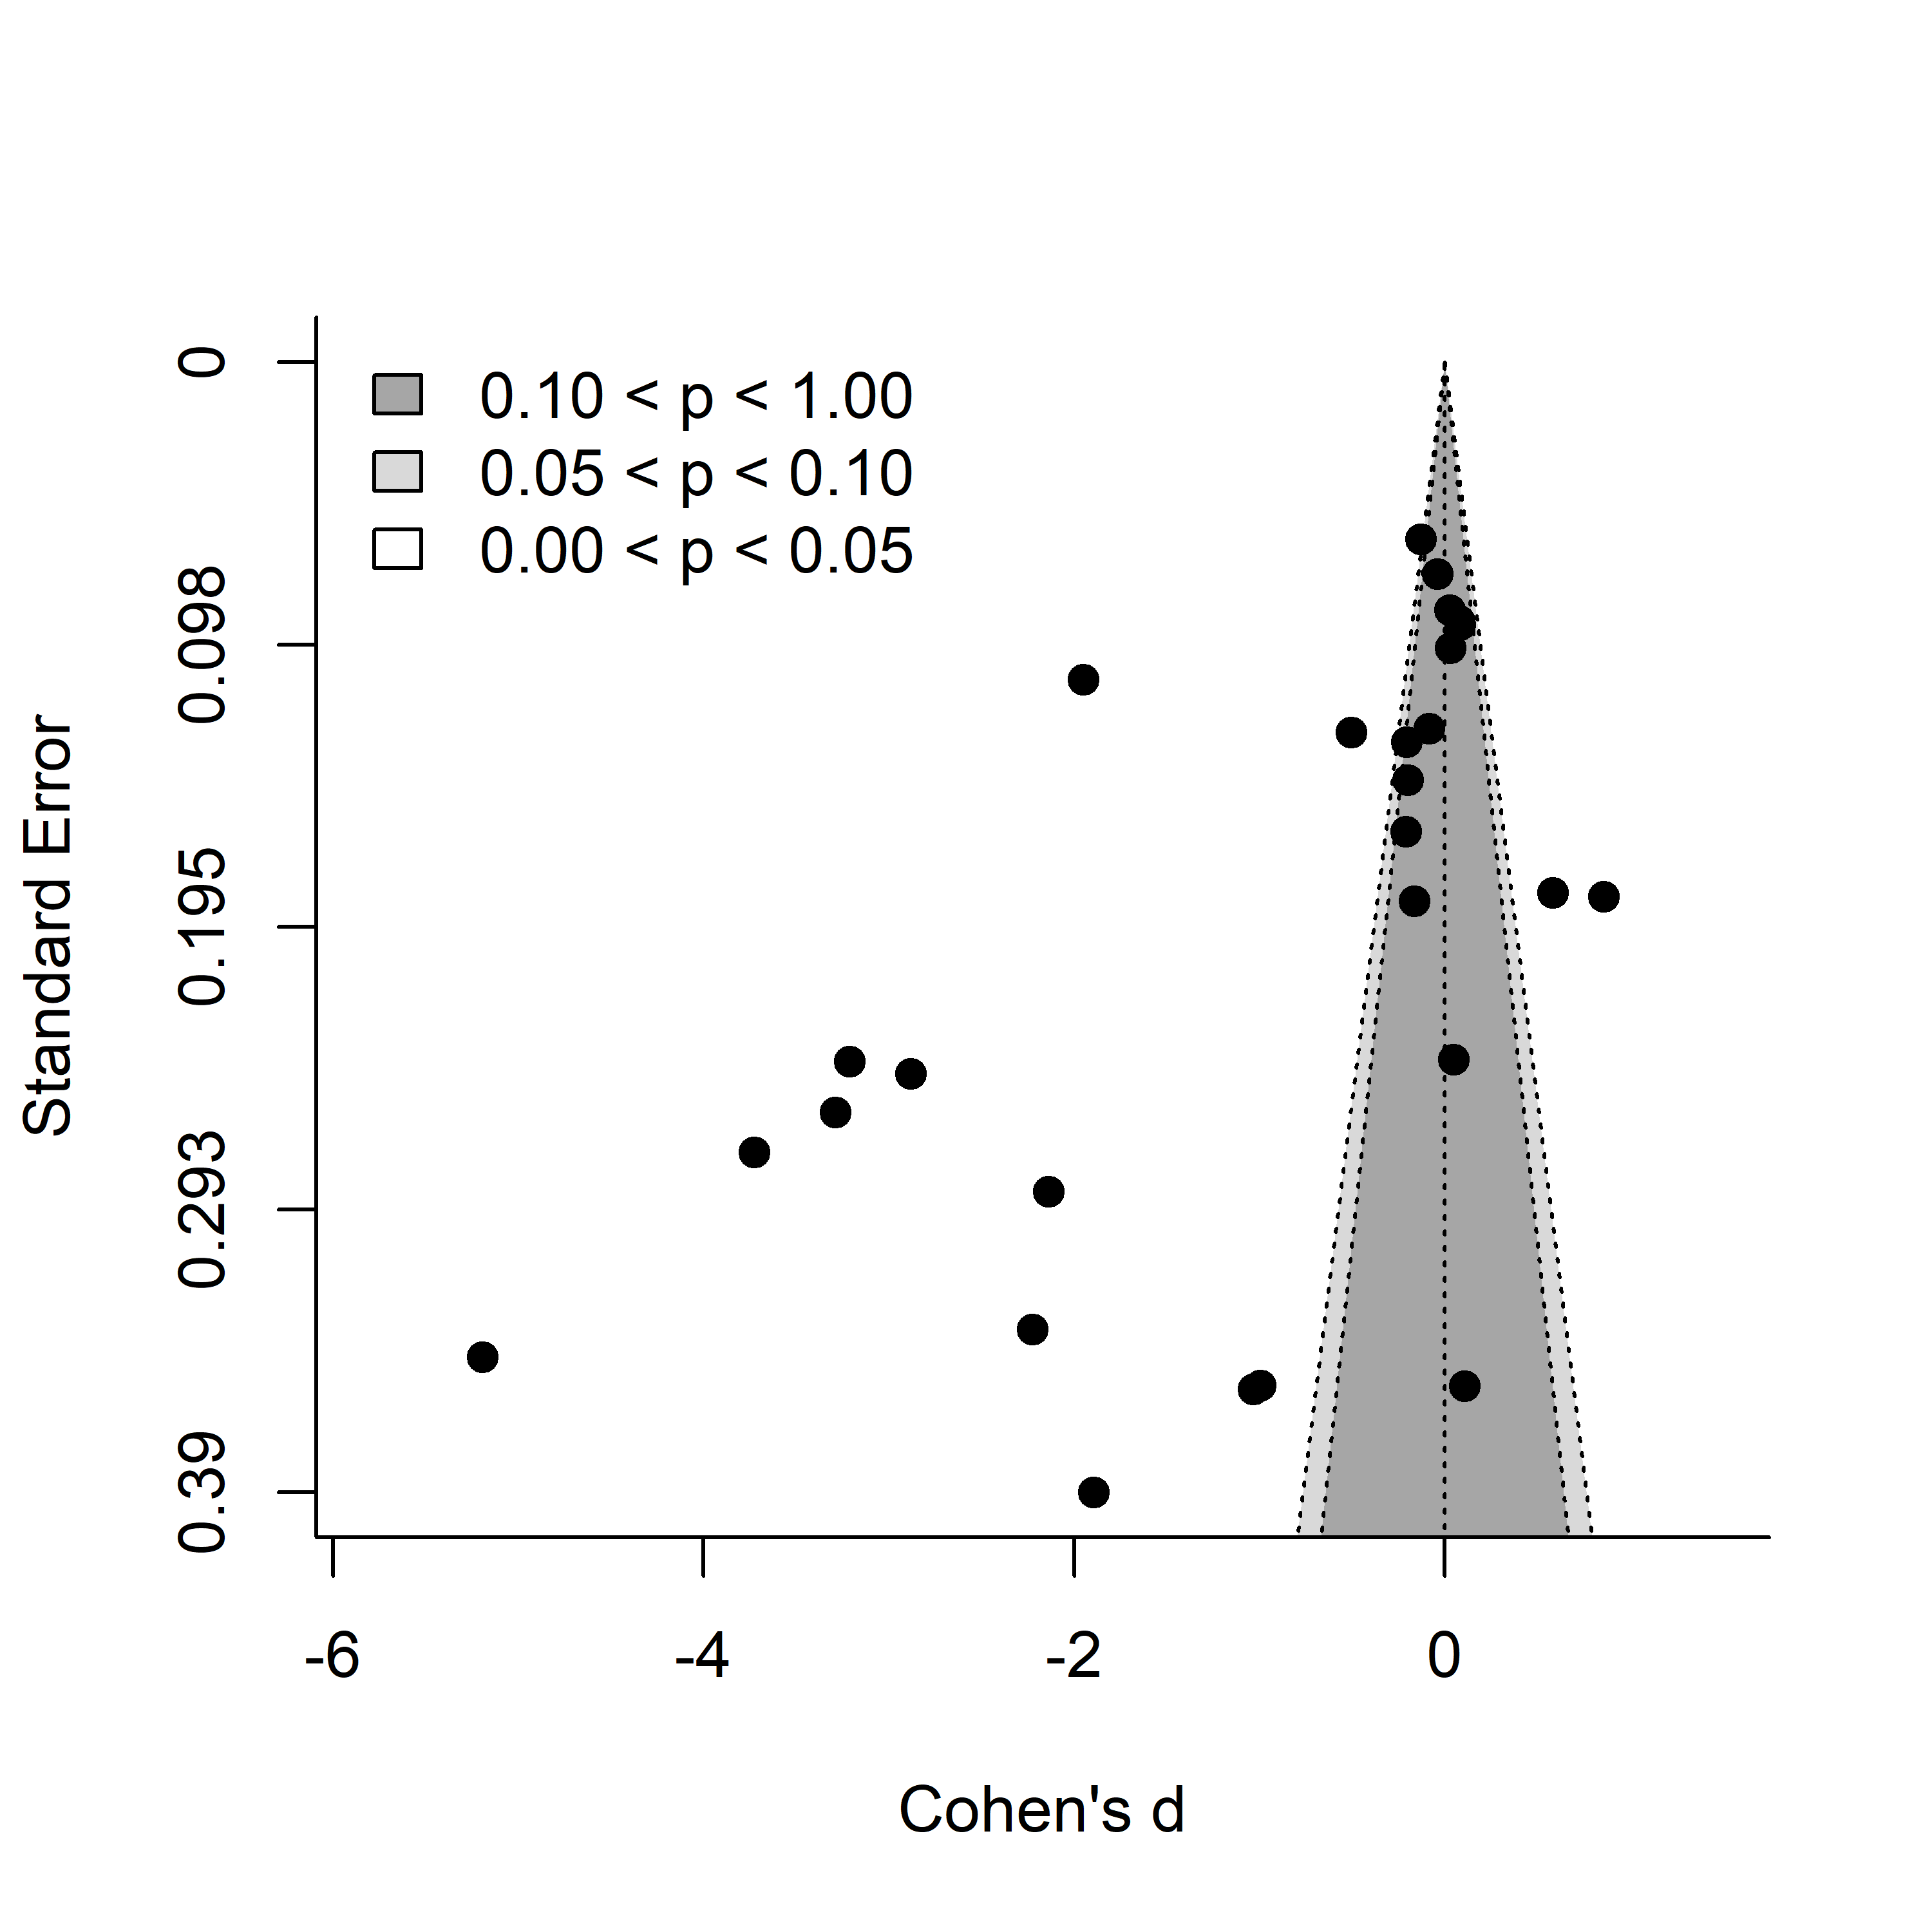 0.10 < p < 1.00
0.05 < p < 0.10
0.00 < p < 0.05
Standard Error
0
0.098
0.195
0.293
0.39
-6
-4
-2
0
Cohen's d